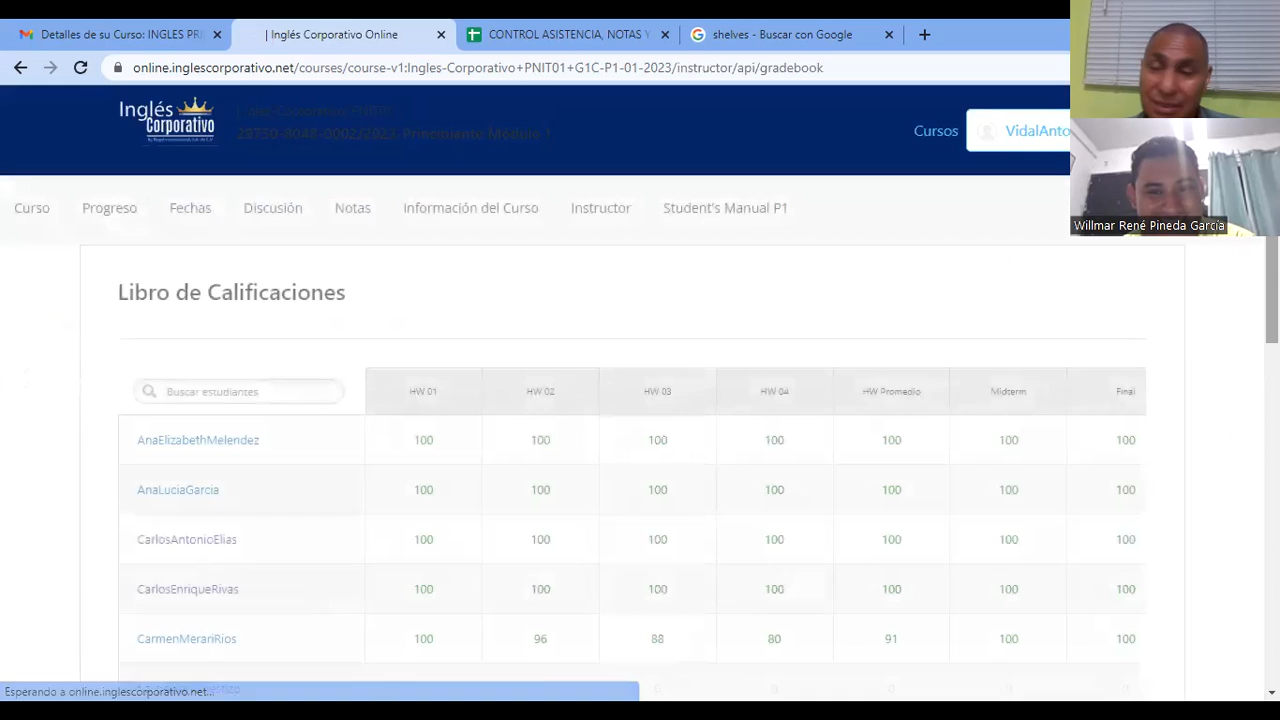 Detalles de su Curso: INGLES PRI
| Inglés Corporativo Online
CONTROL ASISTENCIA, NOTAS Y
sheher - Buscar con Google
online.inglescorporativo.net/courses/course-v1:Ingles-Corporativo+PNIT01+G1C-P1-01-2023/instructor/api/gradebook
Inglés
Corporativo
Cursos
VidalAnto
Curso
Progreso
Fechas
Discusión
Notas
Información del Curso
Instructor
Student's Manual P1
Willmar René Pineda García
Libro de Calificaciones
Buscar estudiantes HW 01 HW 02 HW 03 HW 04 HW Promedio Midterm Final
AnaElizabethMelendez 100 100 100 100 100 100 100
AnaLuciaGarcia 100 100 100 100 100 100 100
CarlosAntonioElias 100 100 100 100 100 100 100
CarlosEnriqueRivas 100 100 100 100 100 100 100
CarmenMerariRios 100 96 88 80 91 100 100
Esperando a online.inglescorporativo.net...